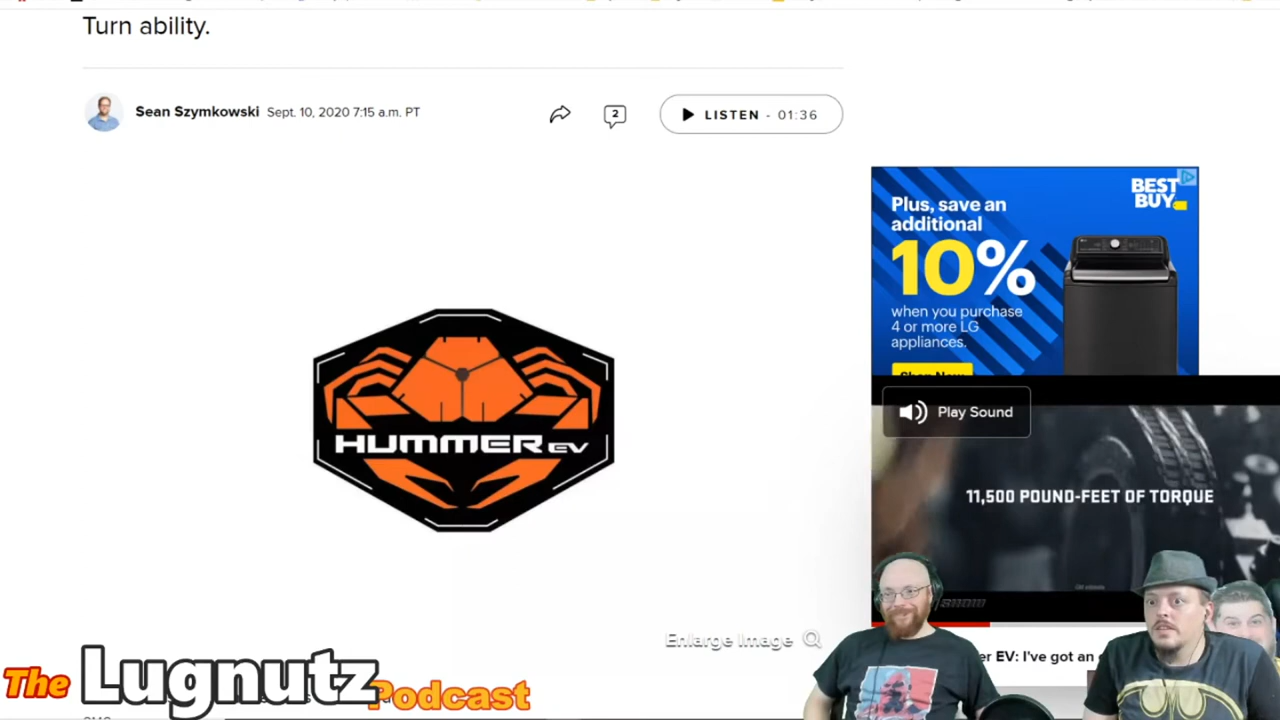 Turn ability.
Sean Szymkowski Sept. 10, 2020 7:15 a.m. PT
2
LISTEN - 01:36
BEST BUY
Plus, save an
additional
10%
when you purchase
4 or more LG
appliances.
Shop Now
Play Sound
11,500 POUND-FEET OF TORQUE
HUMMER EV
Enlarge Image
er EV: I've got an
The Lugnutz Podcast